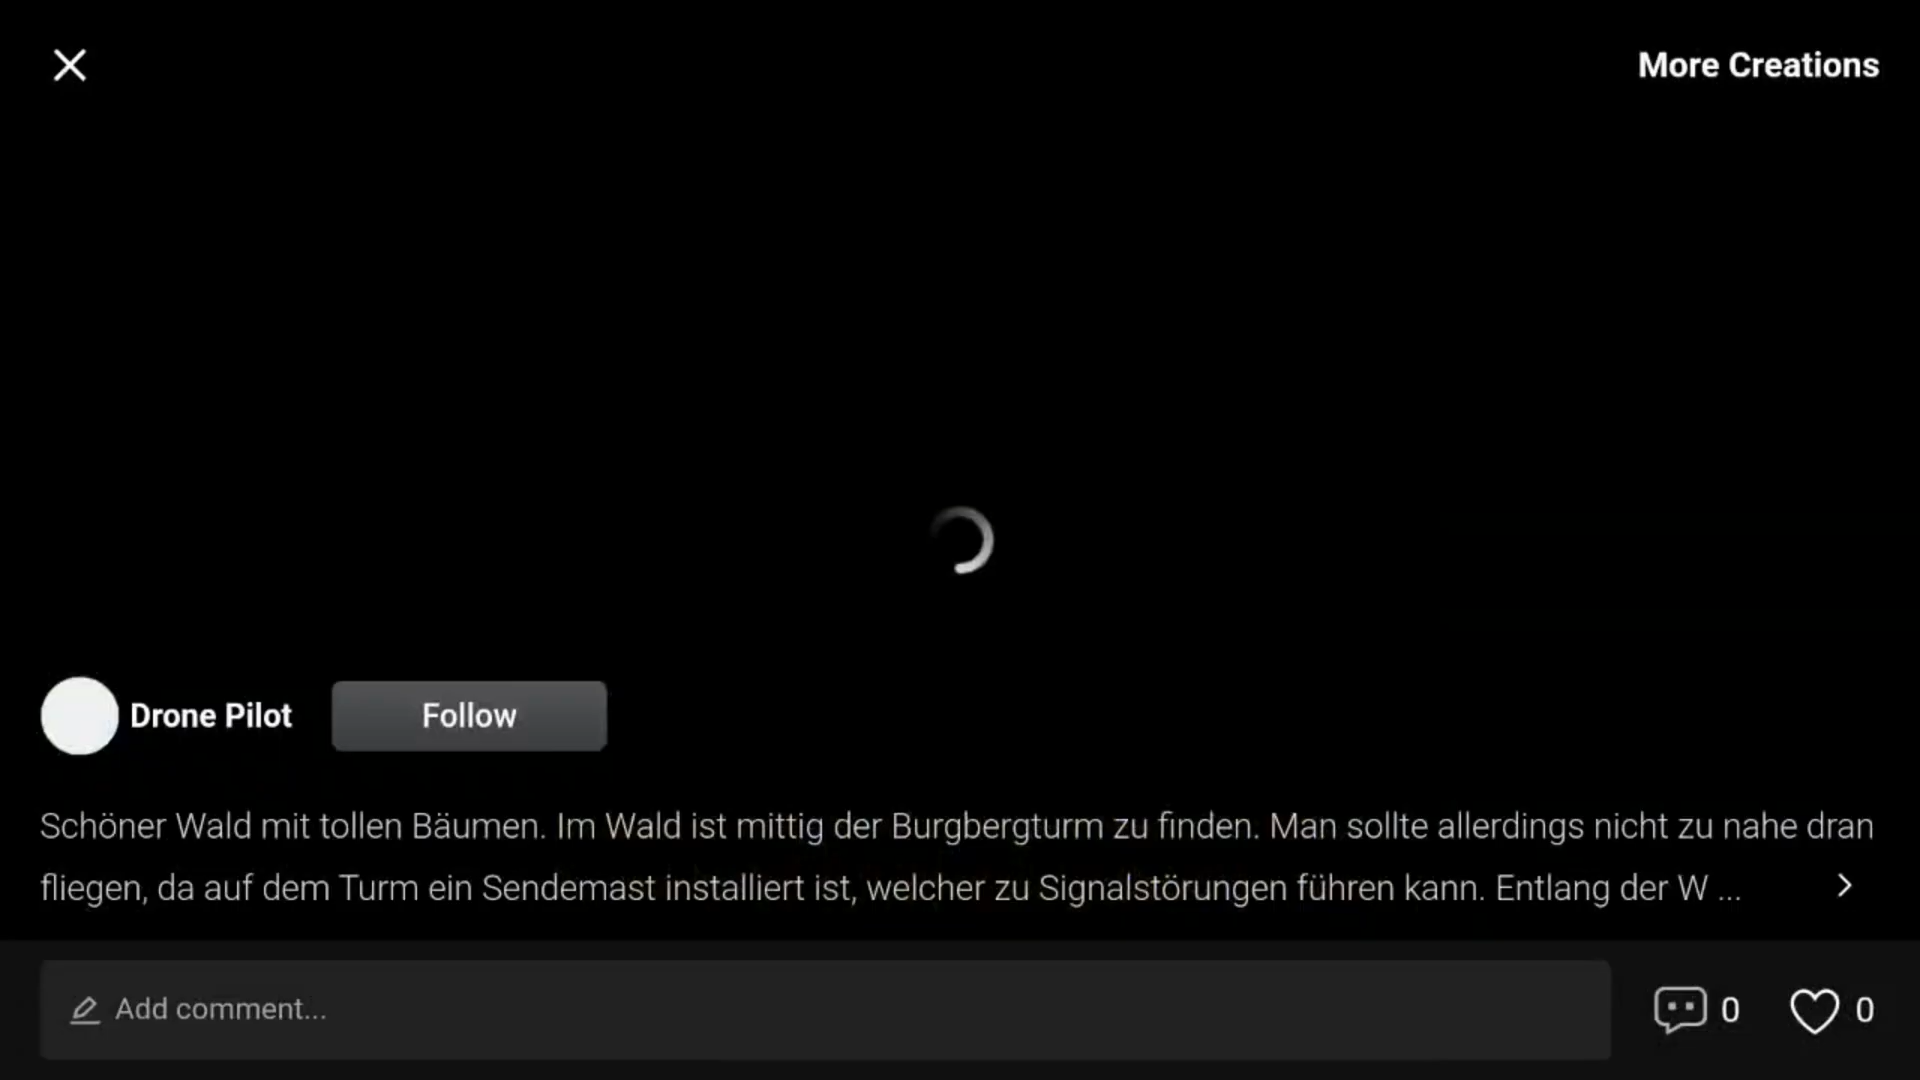 More Creations
Drone Pilot
Follow
Schöner Wald mit tollen Bäumen. Im Wald ist mittig der Burgbergturm zu finden. Man sollte allerdings nicht zu nahe dran
fliegen, da auf dem Turm ein Sendemast installiert ist, welcher zu Signalstörungen führen kann. Entlang der W ...
Add comment...
0
0